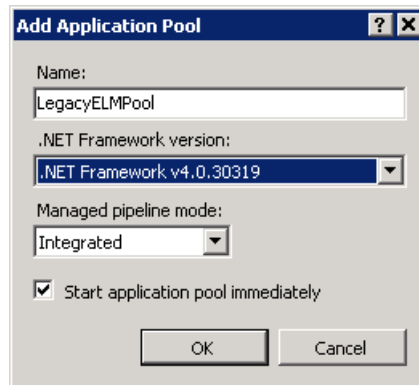 Add Application Pool
Name:
LegacyELMPool
.NET Framework version:
.NET Framework v4.0.30319
Managed pipeline mode:
Integrated
Start application pool immediately
OK Cancel